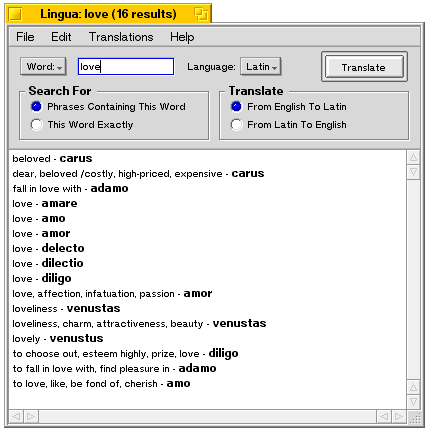 Lingua: love (16 results)
File Edit Translations Help
Word: love Language: Latin Translate
Search For
Phrases Containing This Word
This Word Exactly
Translate
From English To Latin
From Latin To English
beloved - carus
dear, beloved /costly, high-priced, expensive - carus
fall in love with - adamo
love - amare
love - amo
love - amor
love - delecto
love - dilectio
love - diligo
love, affection, infatuation, passion - amor
loveliness - venustas
loveliness, charm, attractiveness, beauty - venustas
lovely - venustus
to choose out, esteem highly, prize, love - diligo
to fall in love with, find pleasure in - adamo
to love, like, be fond of, cherish - amo